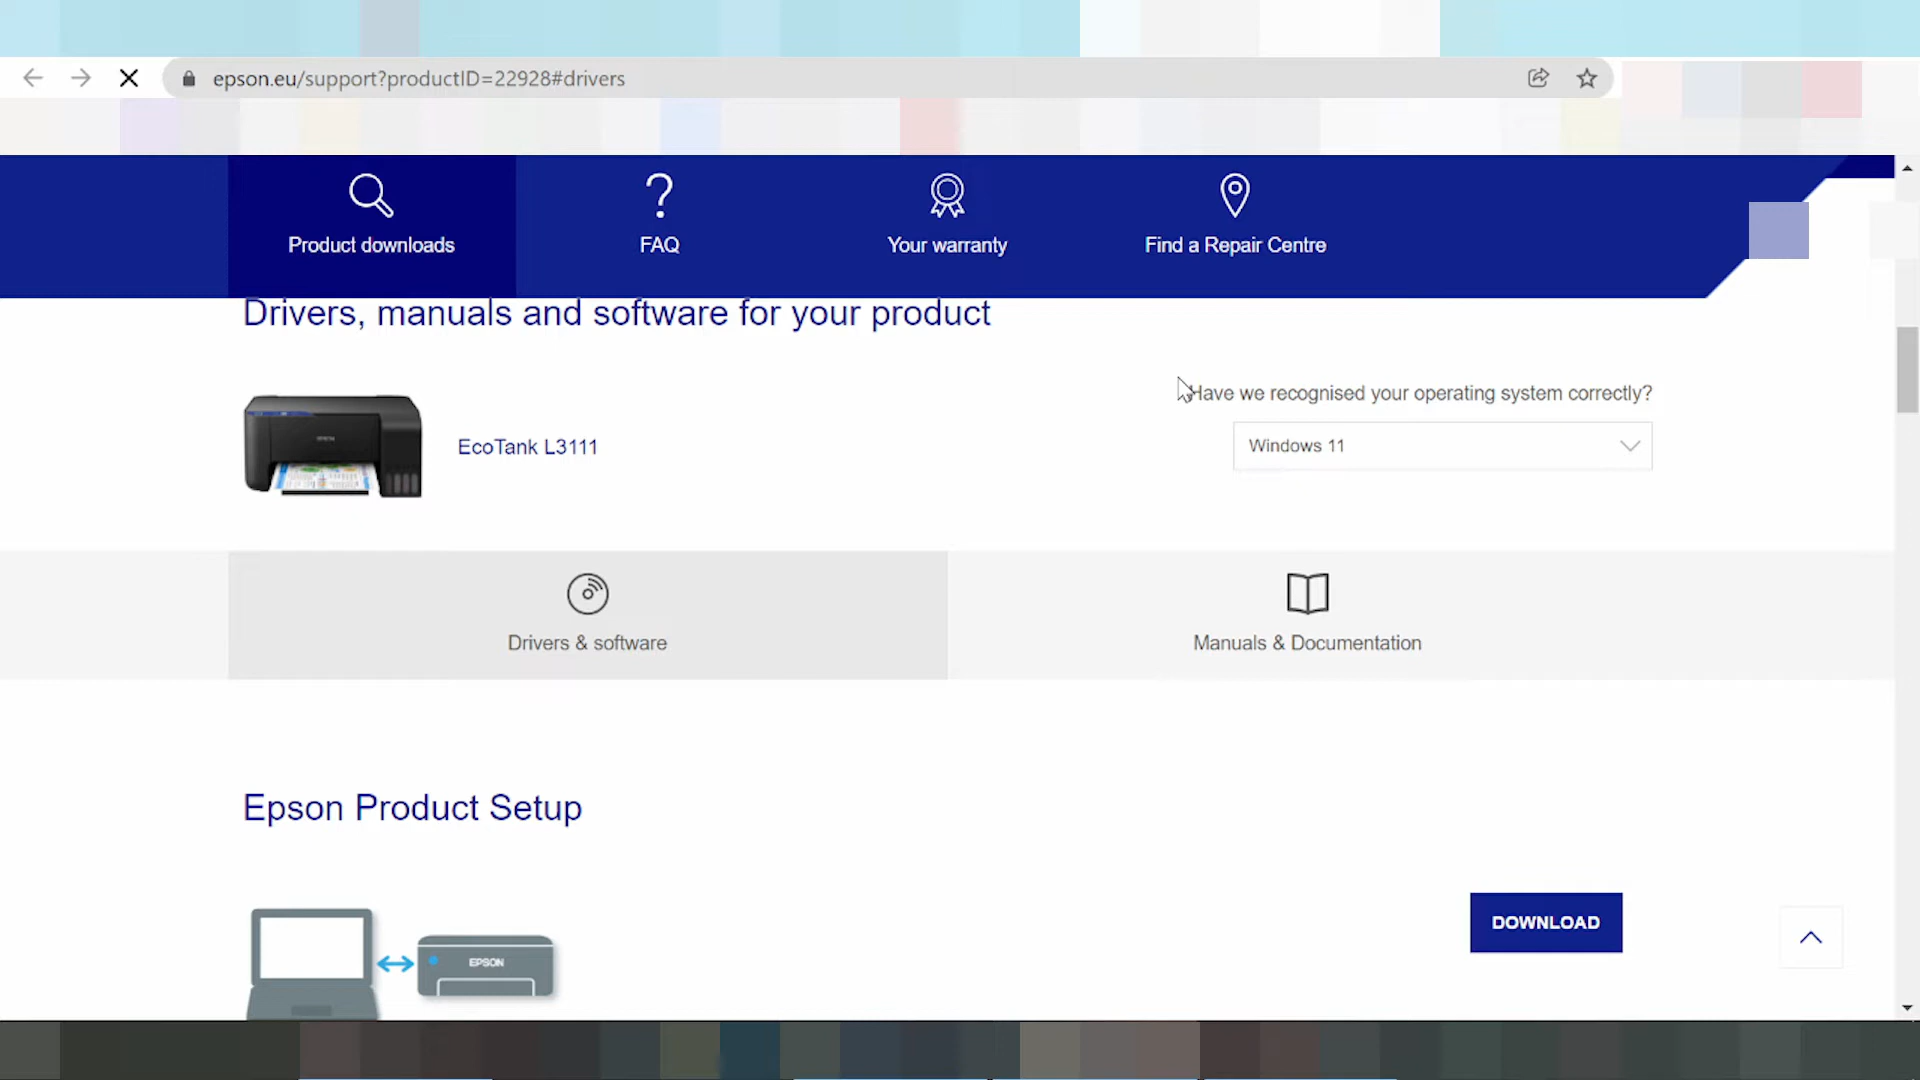 epson.eu/support?productID=22928#drivers
Product downloads
FAQ
Your warranty
Find a Repair Centre
Drivers, manuals and software for your product
Have we recognised your operating system correctly?
EcoTank L3111
Windows 11
Drivers & software
Manuals & Documentation
Epson Product Setup
DOWNLOAD
EPSON